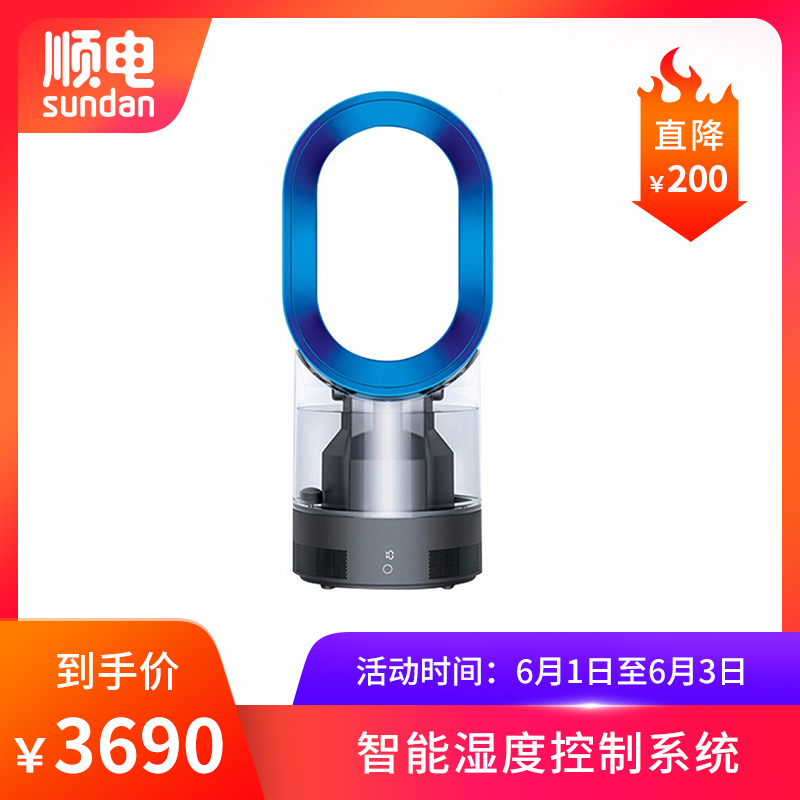 顺电
sundan
直降
¥200
到手价
¥3690
活动时间：6月1日至6月3日
智能湿度控制系统